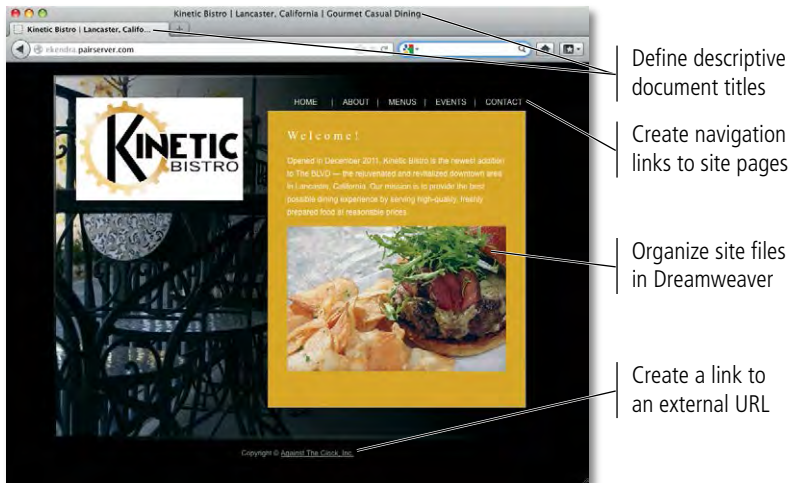 Kinetic Bistro | Lancaster, California | Gourmet Casual Dining
Kinetic Bistro | Lancaster, Califo...
ekendra.pairserver.com
KINETIC
BISTRO
HOME | ABOUT | MENUS | EVENTS | CONTACT
Welcome!
Opened in December 2011, Kinetic Bistro is the newest addition
to The BLVD — the rejuvenated and revitalized downtown area
in Lancaster, California. Our mission is to provide the best
possible dining experience by serving high-quality, freshly
prepared food at reasonable prices.
Copyright © Against The Clock, Inc.
Define descriptive
document titles
Create navigation
links to site pages
Organize site files
in Dreamweaver
Create a link to
an external URL